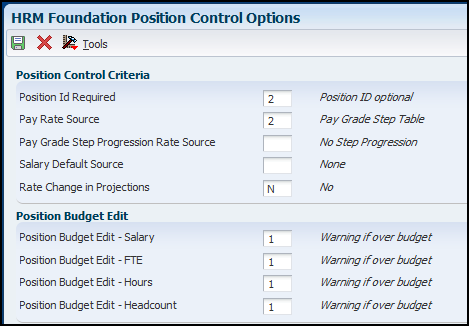 HRM Foundation Position Control Options
Tools
Position Control Criteria
Position Id Required 2 Position ID optional
Pay Rate Source 2 Pay Grade Step Table
Pay Grade Step Progression Rate Source No Step Progression
Salary Default Source None
Rate Change in Projections N No
Position Budget Edit
Position Budget Edit - Salary 1 Warning if over budget
Position Budget Edit - FTE 1 Warning if over budget
Position Budget Edit - Hours 1 Warning if over budget
Position Budget Edit - Headcount 1 Warning if over budget